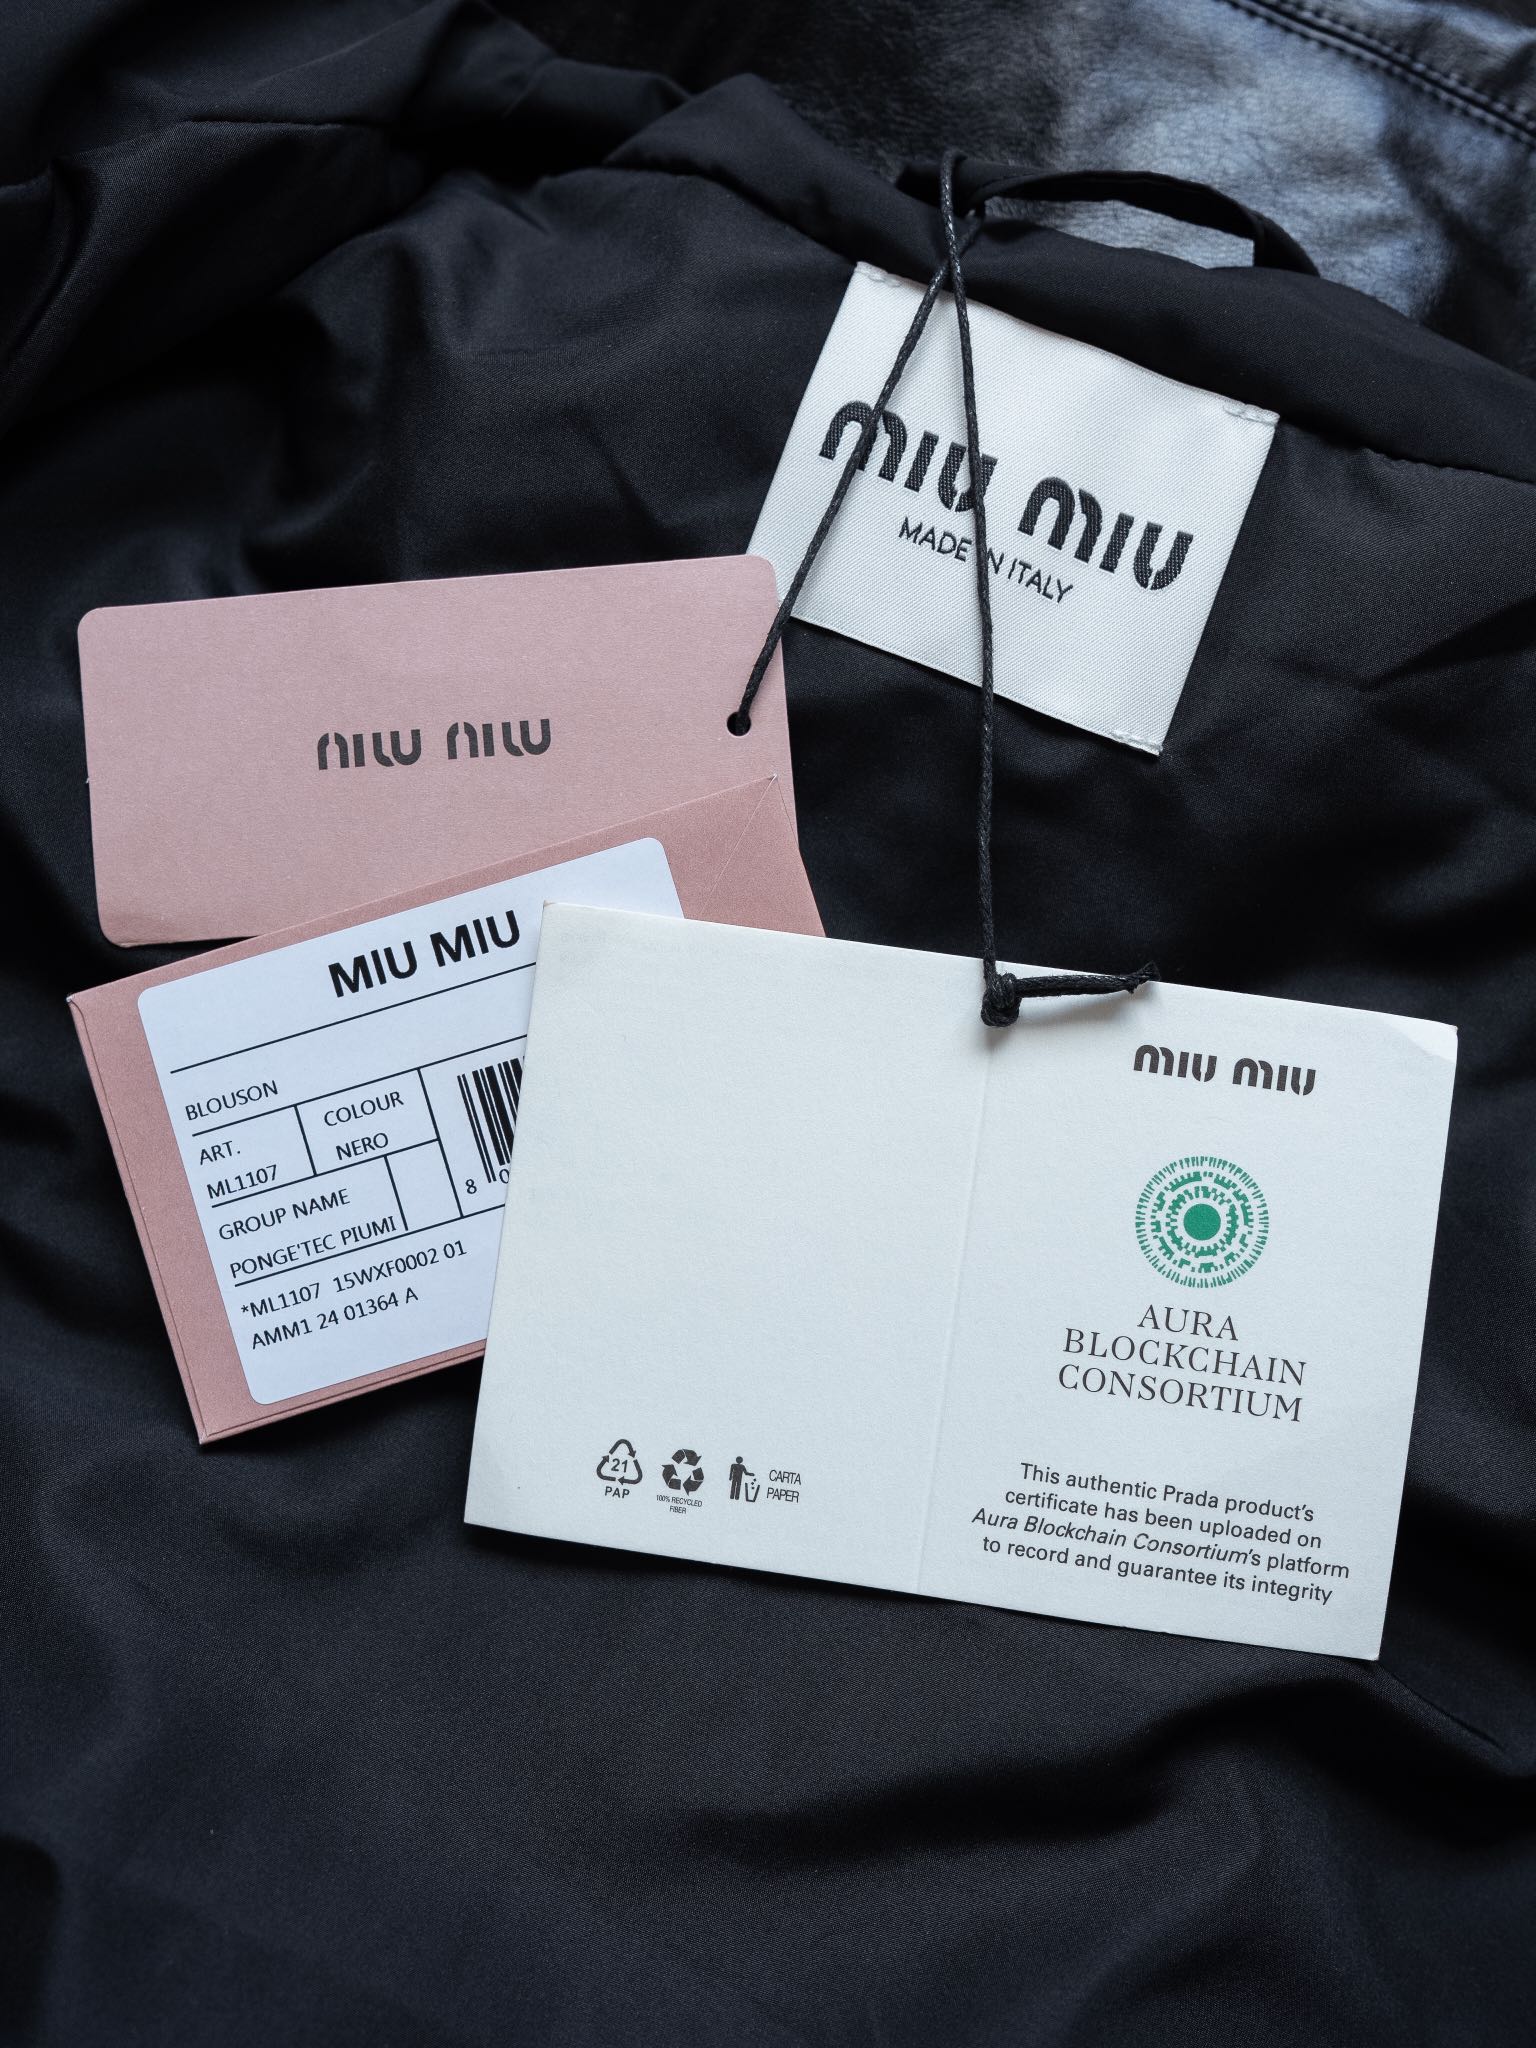 MIU MIU
MADE IN ITALY
MIU MIU
MIU MIU
BLOUSON
ART.
ML1107
COLOUR
NERO
GROUP NAME
PONGE'TEC PIUMI
8 0
*ML1107 15WXF0002 01
AMM1 24 01364 A
MIU MIU
AURA
BLOCKCHAIN
CONSORTIUM
This authentic Prada product's
certificate has been uploaded on
Aura Blockchain Consortium's platform
to record and guarantee its integrity
21
PAP
100% RECYCLED
FIBER
CARTA
PAPER